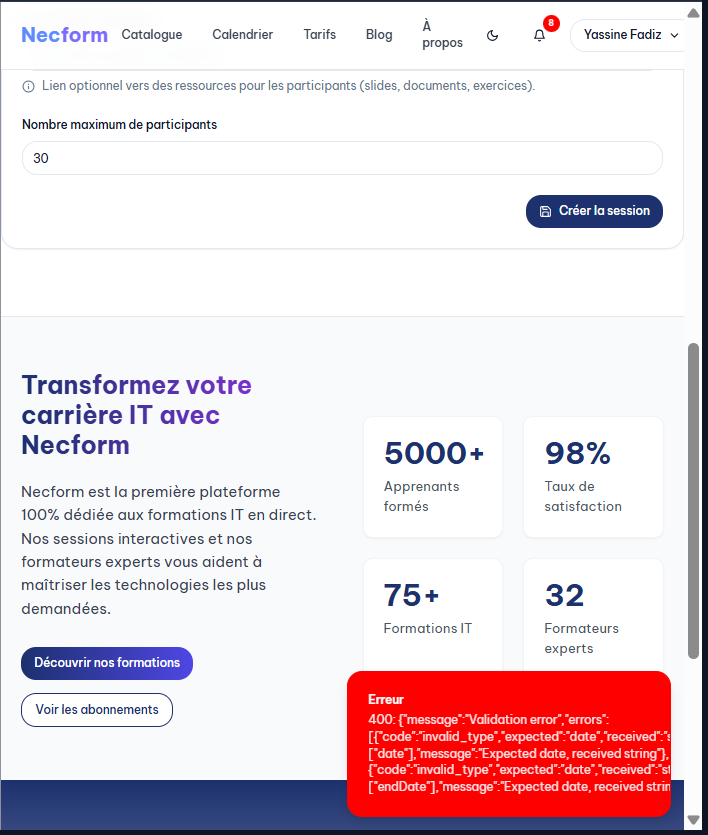 Necform
Catalogue
Calendrier
Tarifs
Blog
À
propos
8
Yassine Fadiz
Lien optionnel vers des ressources pour les participants (slides, documents, exercices).
Nombre maximum de participants
30
Créer la session
Transformez votre
carrière IT avec
Necform
Necform est la première plateforme
100% dédiée aux formations IT en direct.
Nos sessions interactives et nos
formateurs experts vous aident à
maîtriser les technologies les plus
demandées.
Découvrir nos formations
Voir les abonnements
5000+
Apprenants
formés
98%
Taux de
satisfaction
75+
Formations IT
32
Formateurs
experts
Erreur
400: {"message":"Validation error","errors":
[{"code":"invalid_type","expected":"date","received":"s
["date"],"message":"Expected date, received string"},
{"code":"invalid_type","expected":"date","received":"st
["endDate"],"message":"Expected date, received strin